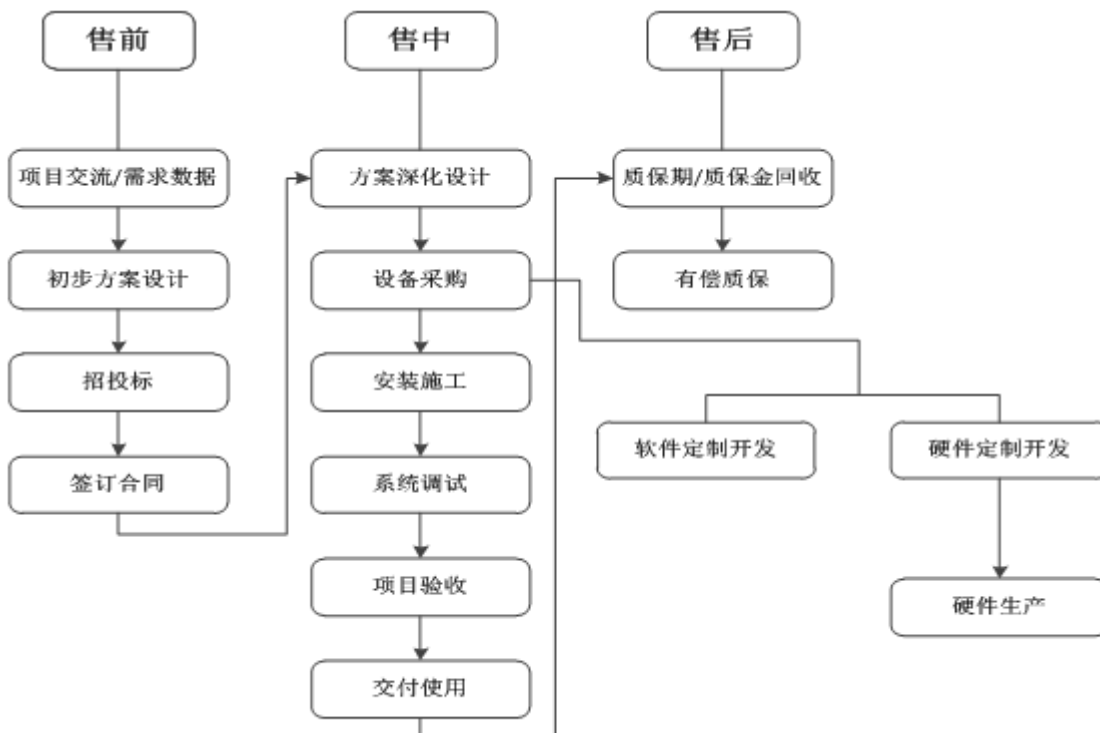 售前
售中
售后
项目交流/需求数据
方案深化设计
质保期/质保金回收
初步方案设计
设备采购
有偿质保
招投标
安装施工
软件定制开发
硬件定制开发
签订合同
系统调试
项目验收
硬件生产
交付使用